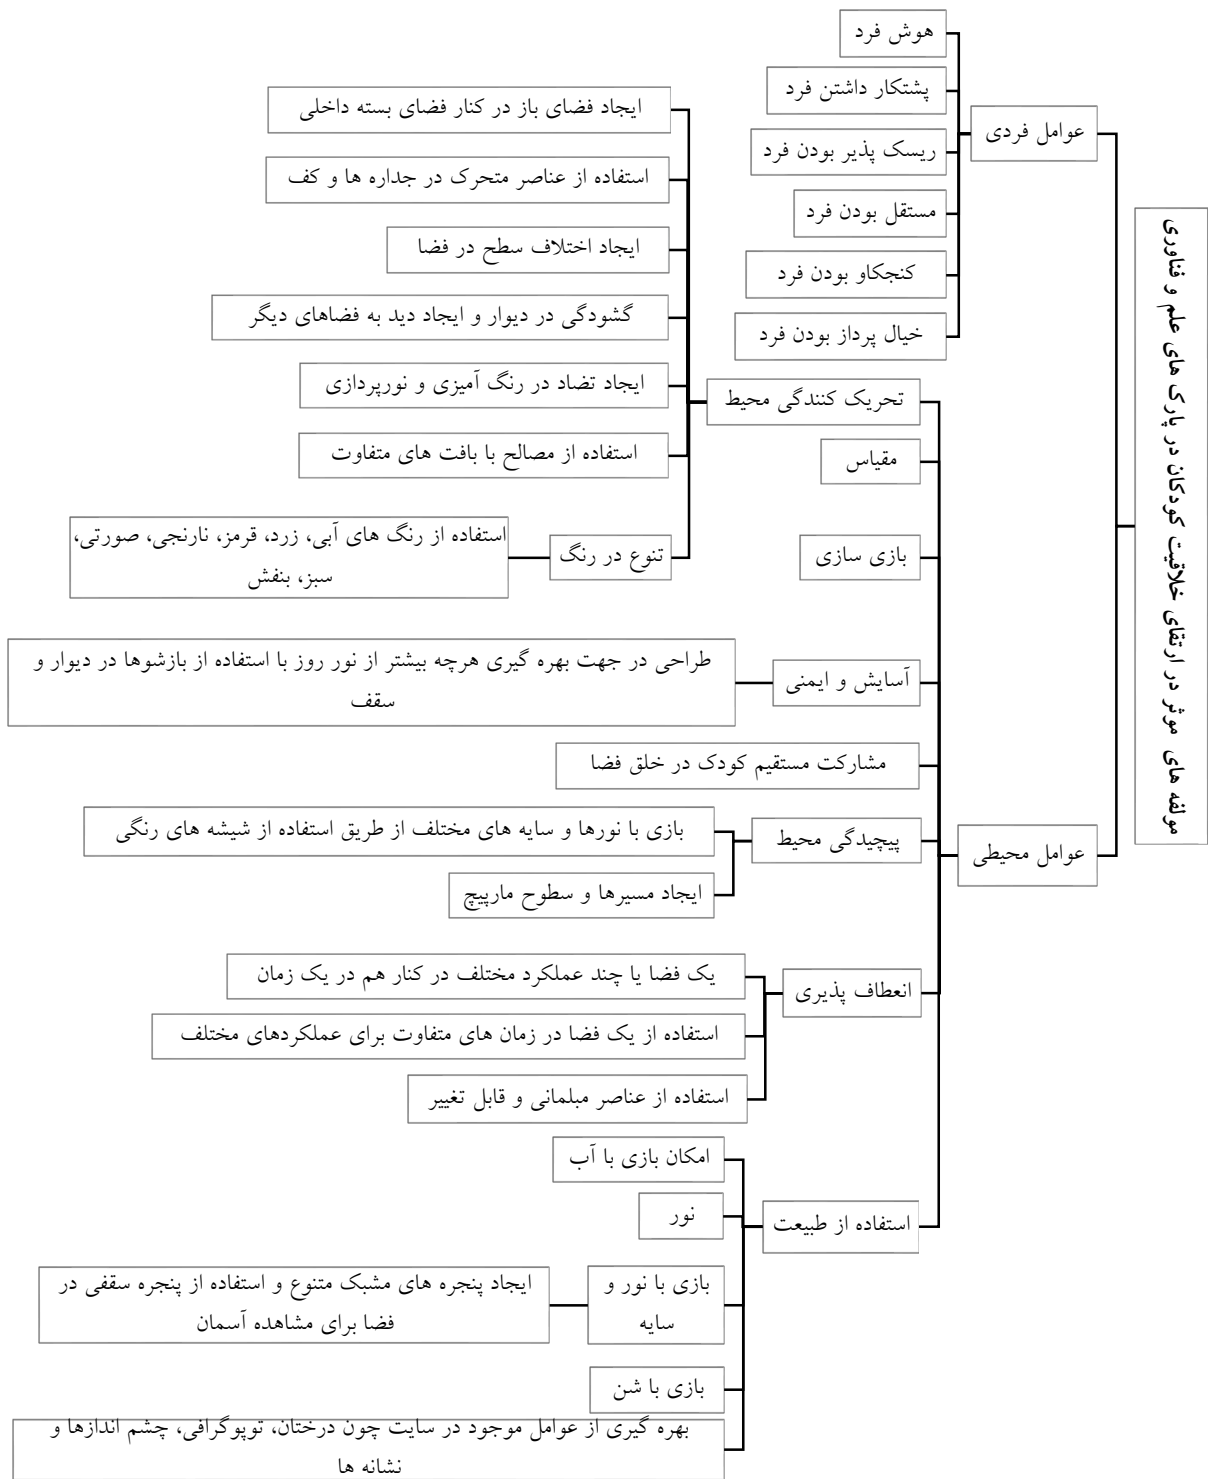 مولفه های موثر در ارتقای خلاقیت کودکان در پارک های علم و فناوری
عوامل فردی
هوش فرد
پشتکار داشتن فرد
ریسک پذیر بودن فرد
مستقل بودن فرد
کنجکاو بودن فرد
خیال پرداز بودن فرد
عوامل محیطی
تحریک کنندگی محیط
ایجاد فضای باز در کنار فضای بسته داخلی
استفاده از عناصر متحرک در جداره ها و کف
ایجاد اختلاف سطح در فضا
گشودگی در دیوار و ایجاد دید به فضاهای دیگر
ایجاد تضاد در رنگ آمیزی و نورپردازی
استفاده از مصالح با بافت های متفاوت
تنوع در رنگ
استفاده از رنگ های آبی، زرد، قرمز، نارنجی، صورتی،
سبز، بنفش
مقیاس
بازی سازی
آسایش و ایمنی
طراحی در جهت بهره گیری هرچه بیشتر از نور روز با استفاده از بازشوها در دیوار و
سقف
مشارکت مستقیم کودک در خلق فضا
پیچیدگی محیط
بازی با نورها و سایه های مختلف از طریق استفاده از شیشه های رنگی
ایجاد مسیرها و سطوح مارپیچ
انعطاف پذیری
یک فضا یا چند عملکرد مختلف در کنار هم در یک زمان
استفاده از یک فضا در زمان های متفاوت برای عملکردهای مختلف
استفاده از عناصر مبلمانی و قابل تغییر
استفاده از طبیعت
امکان بازی با آب
نور
بازی با نور و
سایه
ایجاد پنجره های مشبک متنوع و استفاده از پنجره سقفی در
فضا برای مشاهده آسمان
بازی با شن
بهره گیری از عوامل موجود در سایت چون درختان، توپوگرافی، چشم اندازها و
نشانه ها